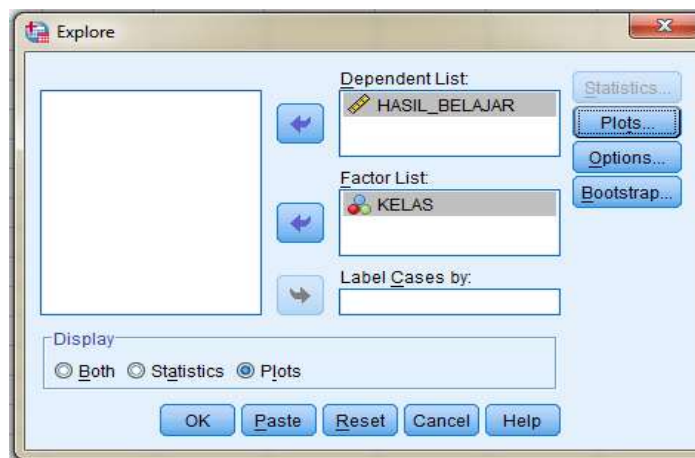 Explore
Dependent List:
HASIL_BELAJAR
Statistics...
Plots...
Options...
Bootstrap...
Factor List:
KELAS
Label Cases by:
Display
Both Statistics Plots
OK Paste Reset Cancel Help